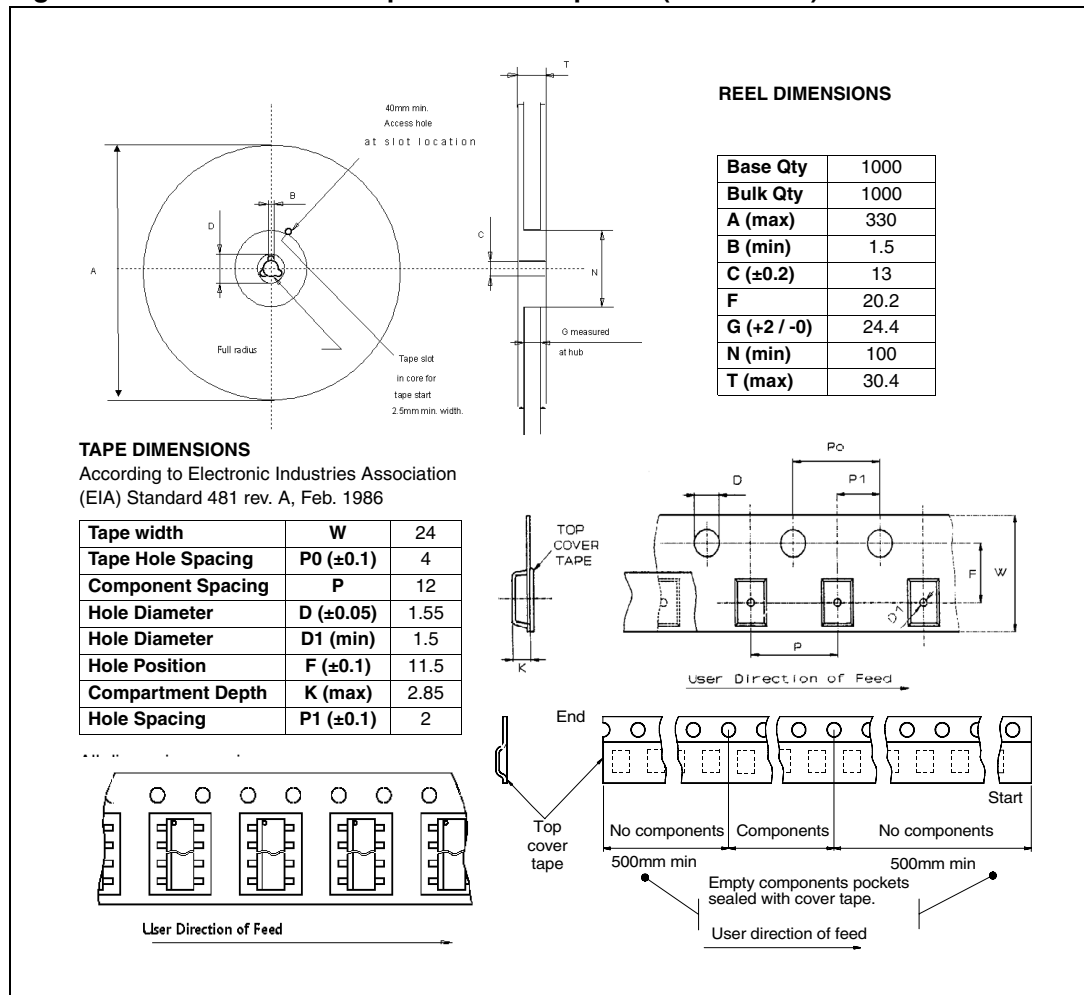 T
REEL DIMENSIONS
40mm min.
Access hole
at slot location
B
D
C
A
N
Full radius
Tape slot
in core for
tape start
2.5mm min. width.
G measured
at hub
Base Qty 1000
Bulk Qty 1000
A (max) 330
B (min) 1.5
C (±0.2) 13
F 20.2
G (+2 / -0) 24.4
N (min) 100
T (max) 30.4
TAPE DIMENSIONS
According to Electronic Industries Association
(EIA) Standard 481 rev. A, Feb. 1986
Tape width W 24
Tape Hole Spacing P0 (±0.1) 4
Component Spacing P 12
Hole Diameter D (±0.05) 1.55
Hole Diameter D1 (min) 1.5
Hole Position F (±0.1) 11.5
Compartment Depth K (max) 2.85
Hole Spacing P1 (±0.1) 2
Po
D
P1
TOP
COVER
TAPE
F
W
D1
P
K
User Direction of Feed
End
Start
Top
cover
tape
No components
Components
No components
500mm min
500mm min
Empty components pockets
sealed with cover tape.
User direction of feed
User Direction of Feed